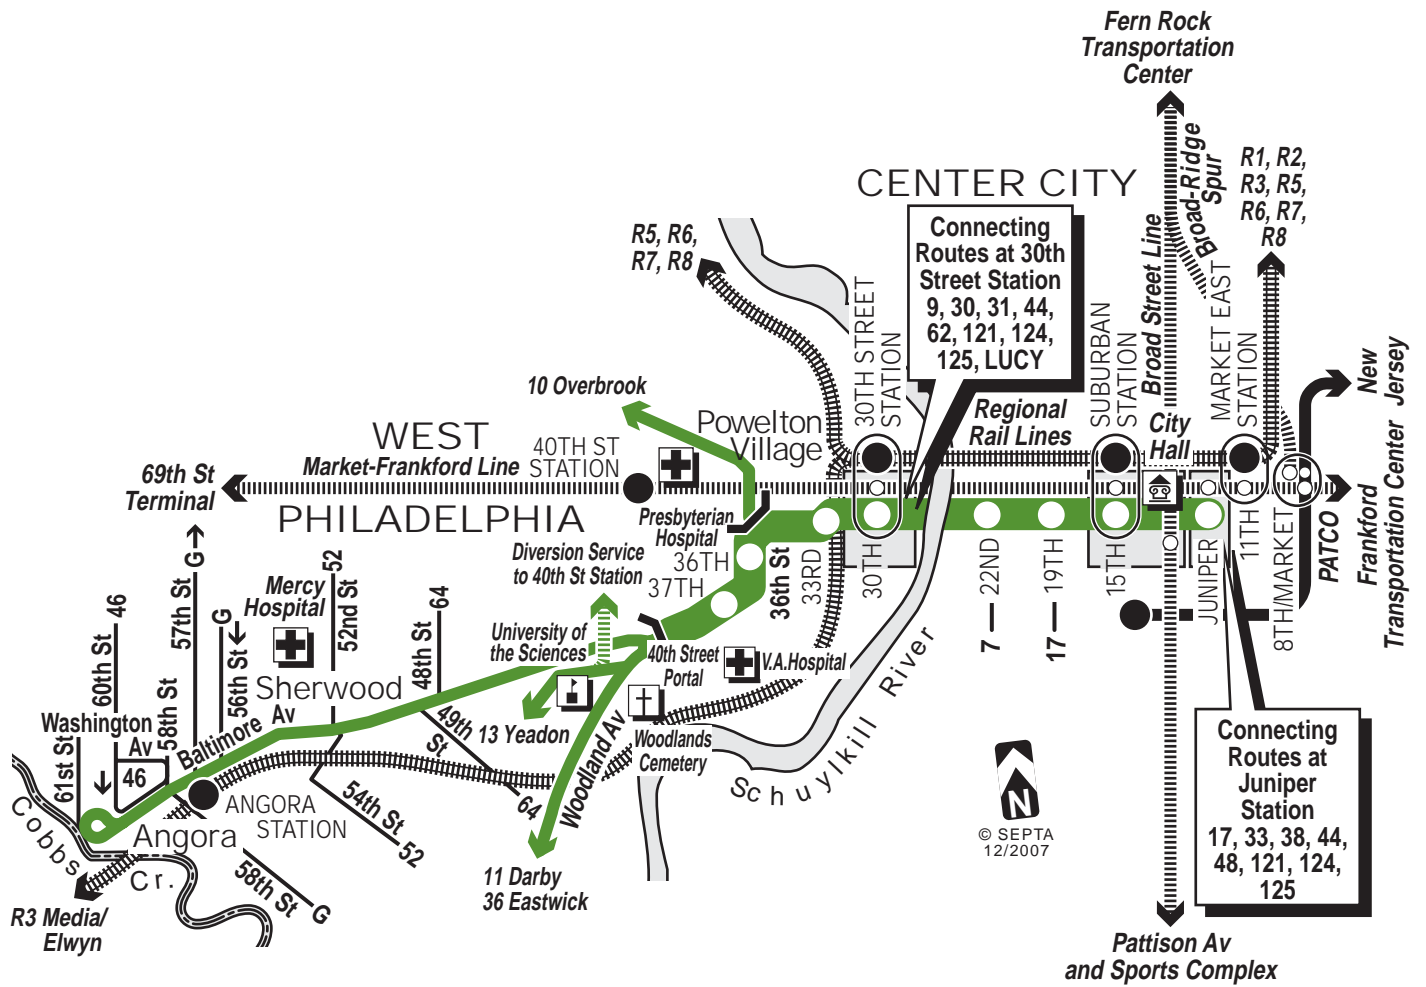 Fern Rock
Transportation
Center
CENTER CITY
Broad-Ridge
Spur
R1, R2,
R3, R5,
R6, R7,
R8
R5, R6,
R7, R8
Connecting
Routes at 30th
Street Station
9, 30, 31, 44,
62, 121, 124,
125, LUCY
30TH STREET
STATION
SUBURBAN
STATION
Broad Street Line
MARKET EAST
STATION
New
Jersey
10 Overbrook
Powelton
Village
Regional
Rail Lines
City
Hall
WEST
PHILADELPHIA
Market-Frankford Line
40TH ST
STATION
69th St
Terminal
Presbyterian
Hospital
Diversion Service
to 40th St Station
36TH
37TH
36th St
33RD
30TH
22ND
19TH
15TH
JUNIPER
11TH
8TH/MARKET
PATCO
Frankford
Transportation Center
7
17
G
57th St
46
60th St
G
56th St
Mercy
Hospital
52
52nd St
64
48th St
University of
the Sciences
40th Street
Portal
V.A.Hospital
Sherwood
Washington
Av
46
61st St
58th St
Baltimore
Av
49th
St
64
13 Yeadon
Woodland Av
Woodlands
Cemetery
Schuylkill River
ANGORA
STATION
Angora
54th St
52
58th St
G
Cobbs
Cr.
R3 Media/
Elwyn
11 Darby
36 Eastwick
N
© SEPTA
12/2007
Connecting
Routes at
Juniper
Station
17, 33, 38, 44,
48, 121, 124,
125
Pattison Av
and Sports Complex